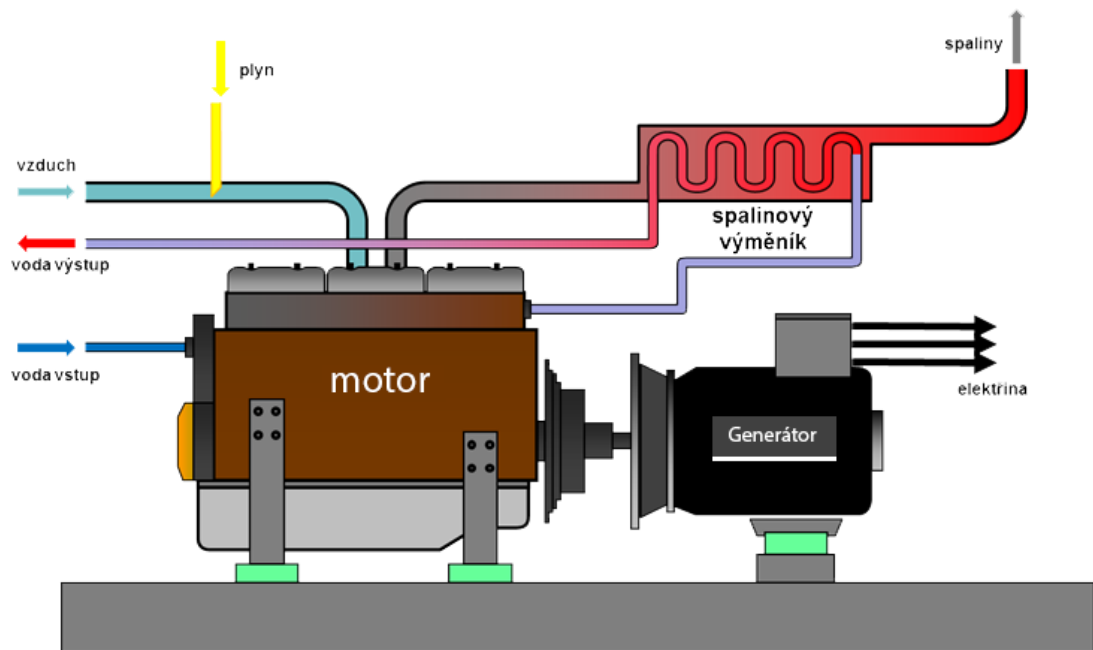 spaliny
plyn
vzduch
spalinový
výměník
voda výstup
voda vstup
motor
elektřina
Generátor